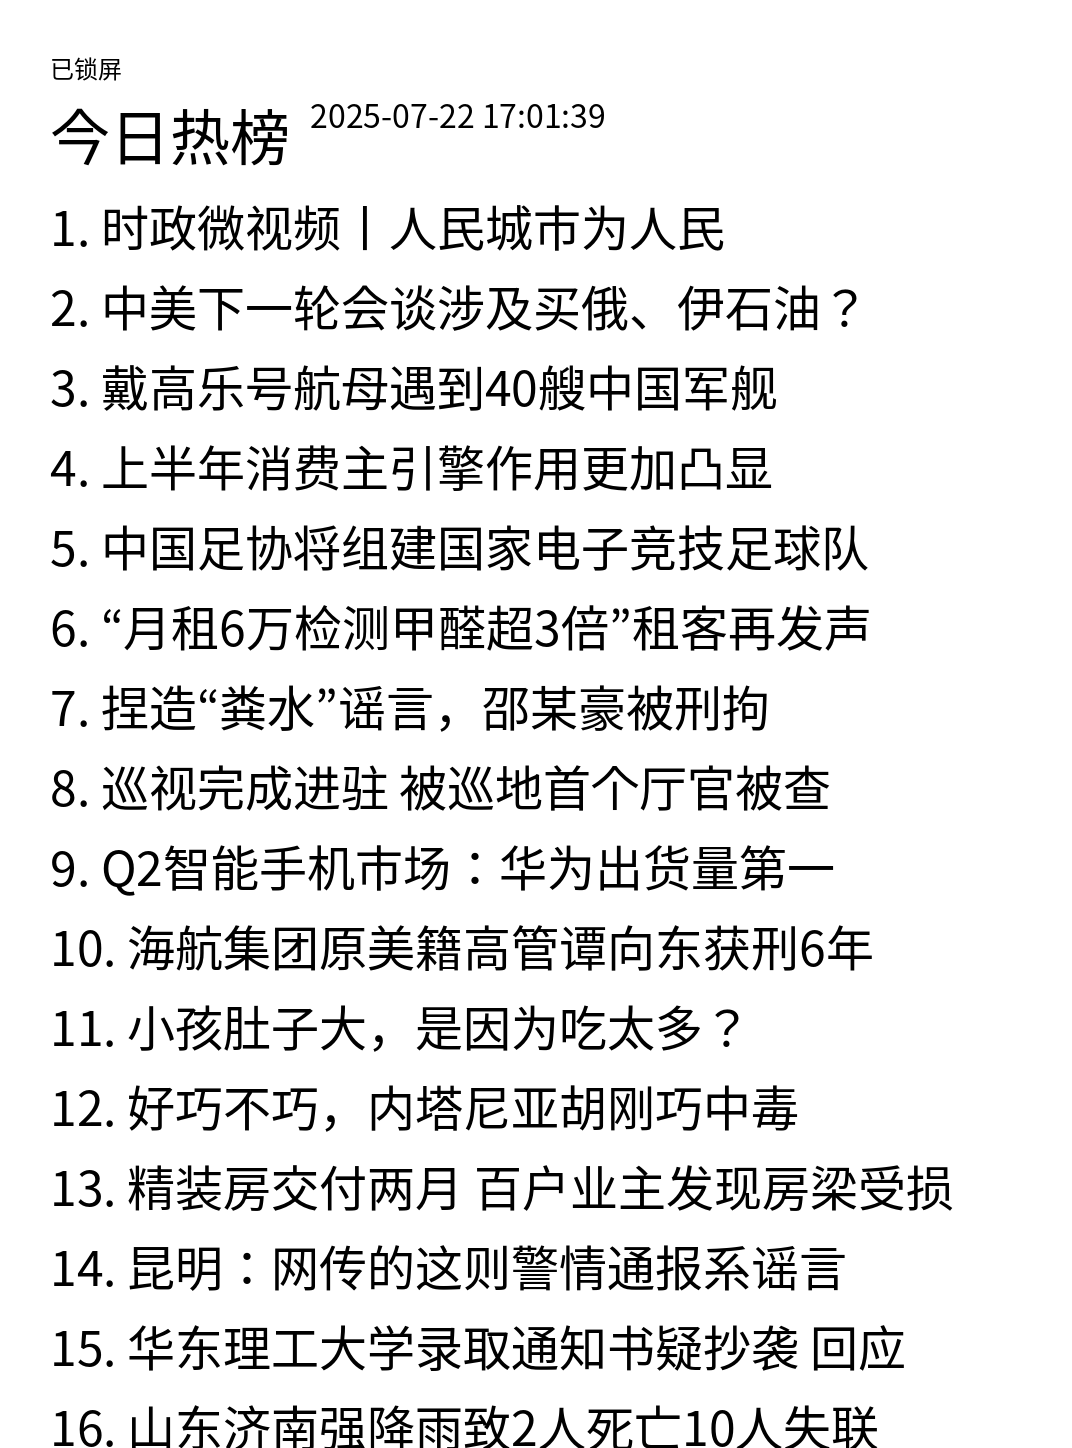 已锁屏
今日热榜 2025-07-22 17:01:39
1. 时政微视频丨人民城市为人民
2. 中美下一轮会谈涉及买俄、伊石油？
3. 戴高乐号航母遇到40艘中国军舰
4. 上半年消费主引擎作用更加凸显
5. 中国足协将组建国家电子竞技足球队
6. “月租6万检测甲醛超3倍”租客再发声
7. 捏造“粪水”谣言，邵某豪被刑拘
8. 巡视完成进驻 被巡地首个厅官被查
9. Q2智能手机市场：华为出货量第一
10. 海航集团原美籍高管谭向东获刑6年
11. 小孩肚子大，是因为吃太多？
12. 好巧不巧，内塔尼亚胡刚巧中毒
13. 精装房交付两月 百户业主发现房梁受损
14. 昆明：网传的这则警情通报系谣言
15. 华东理工大学录取通知书疑抄袭 回应
16. 山东济南强降雨致2人死亡10人失联